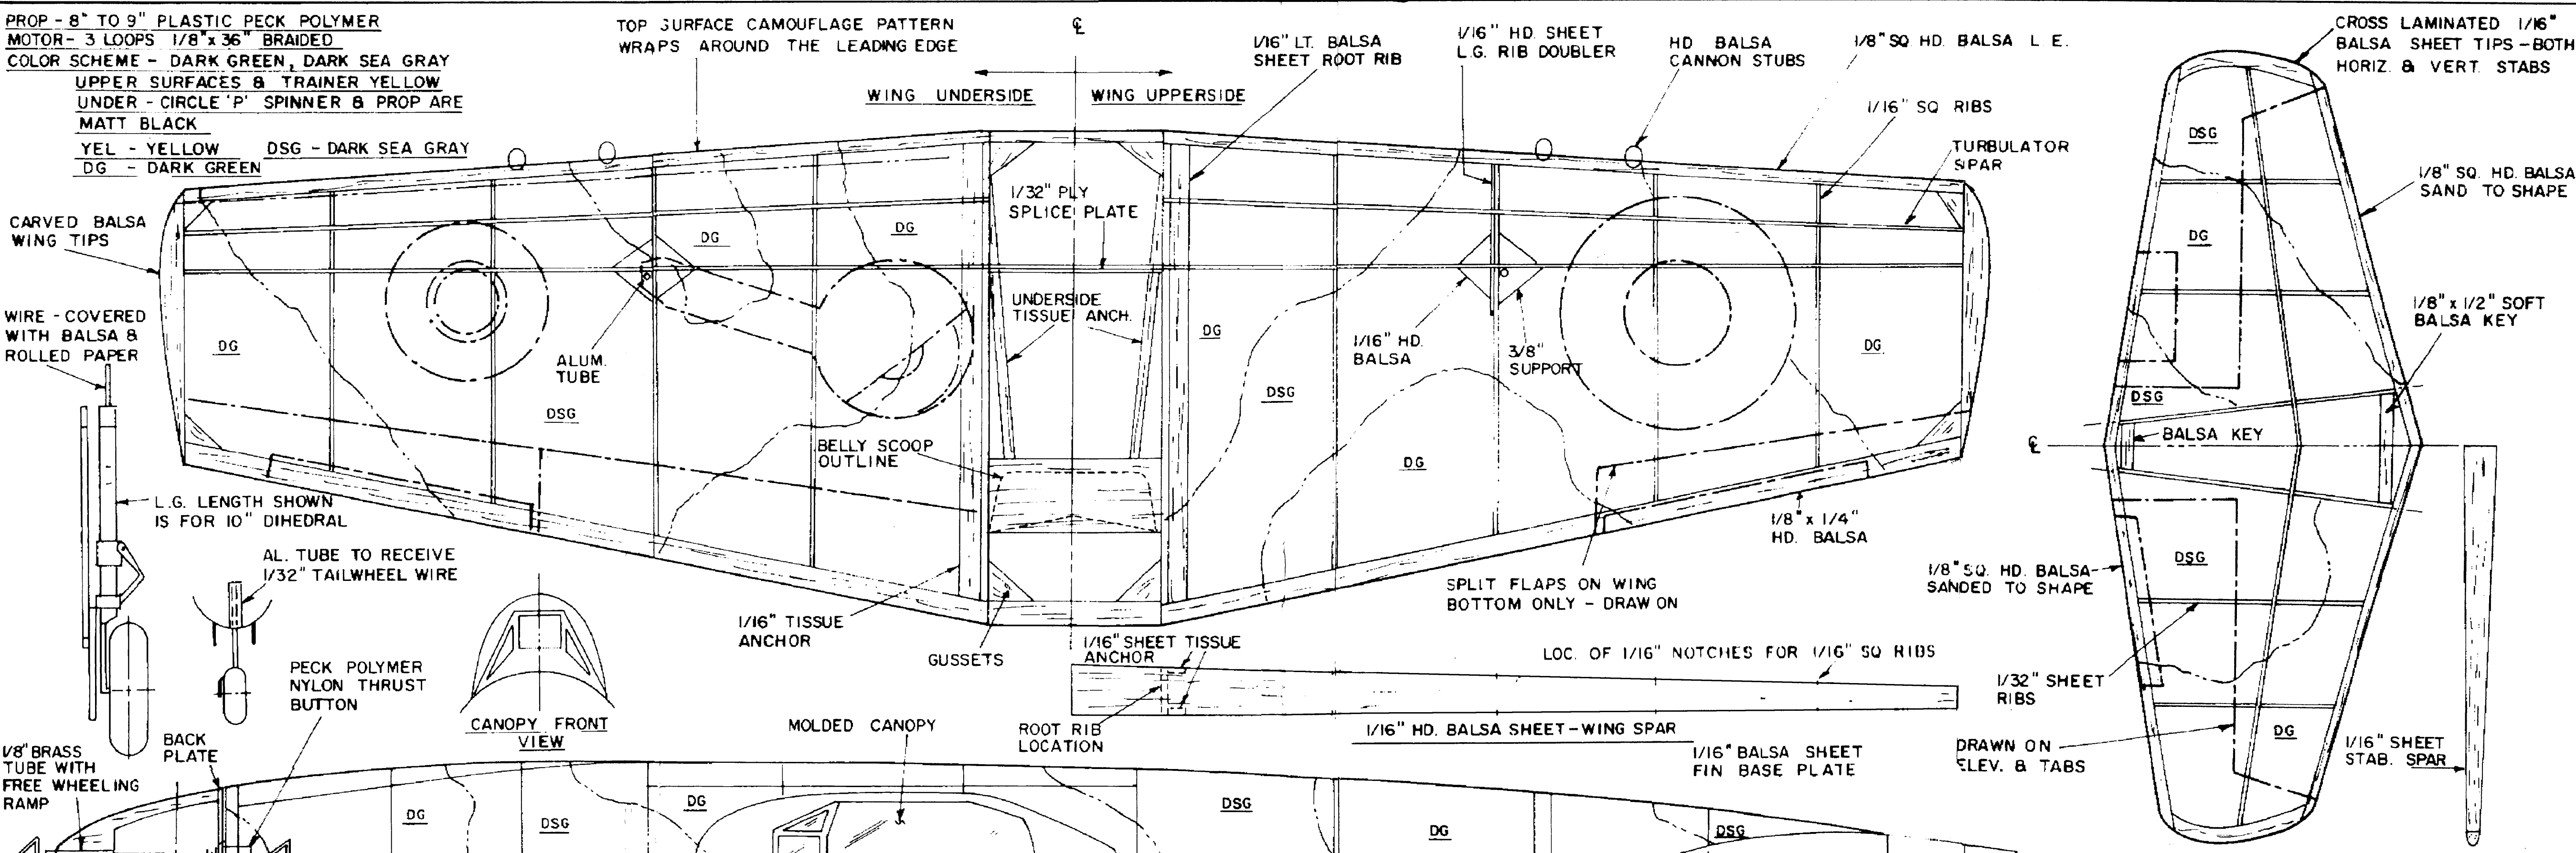 PROP - 8" TO 9" PLASTIC PECK POLYMER
MOTOR - 3 LOOPS 1/8" x 36" BRAIDED
COLOR SCHEME - DARK GREEN, DARK SEA GRAY
UPPER SURFACES & TRAINER YELLOW
UNDER - CIRCLE 'P' SPINNER & PROP ARE
MATT BLACK
YEL - YELLOW DSG - DARK SEA GRAY
DG - DARK GREEN
TOP SURFACE CAMOUFLAGE PATTERN
WRAPS AROUND THE LEADING EDGE
℄
WING UNDERSIDE
WING UPPERSIDE
1/16" LT. BALSA
SHEET ROOT RIB
1/16" HD. SHEET
L.G. RIB DOUBLER
HD BALSA
CANNON STUBS
1/8" SQ HD. BALSA L E.
1/16" SQ RIBS
TURBULATOR
SPAR
CROSS LAMINATED 1/16"
BALSA SHEET TIPS - BOTH
HORIZ. & VERT. STABS
DSG
1/8" SQ. HD. BALSA
SAND TO SHAPE
DG
1/8" x 1/2" SOFT
BALSA KEY
DSG
BALSA KEY
℄
CARVED BALSA
WING TIPS
1/32" PLY
SPLICE PLATE
DG
DG
UNDERSIDE
TISSUE ANCH.
WIRE - COVERED
WITH BALSA &
ROLLED PAPER
DG
ALUM.
TUBE
DSG
DG
1/16" HD.
BALSA
3/8"
SUPPORT
DG
DSG
DG
BELLY SCOOP
OUTLINE
L.G. LENGTH SHOWN
IS FOR 10" DIHEDRAL
1/8" x 1/4"
HD. BALSA
AL. TUBE TO RECEIVE
1/32" TAILWHEEL WIRE
SPLIT FLAPS ON WING
BOTTOM ONLY - DRAW ON
1/8" SQ. HD. BALSA
SANDED TO SHAPE
DSG
1/16" TISSUE
ANCHOR
GUSSETS
1/16" SHEET TISSUE
ANCHOR
LOC. OF 1/16" NOTCHES FOR 1/16" SQ RIBS
1/32" SHEET
RIBS
PECK POLYMER
NYLON THRUST
BUTTON
CANOPY FRONT
VIEW
MOLDED CANOPY
ROOT RIB
LOCATION
1/16" HD. BALSA SHEET - WING SPAR
1/16" BALSA SHEET
FIN BASE PLATE
DRAWN ON
ELEV. & TABS
DG
1/16" SHEET
STAB. SPAR
1/8" BRASS
TUBE WITH
FREE WHEELING
RAMP
BACK
PLATE
DG
DSG
DG
DSG
DG
DSG